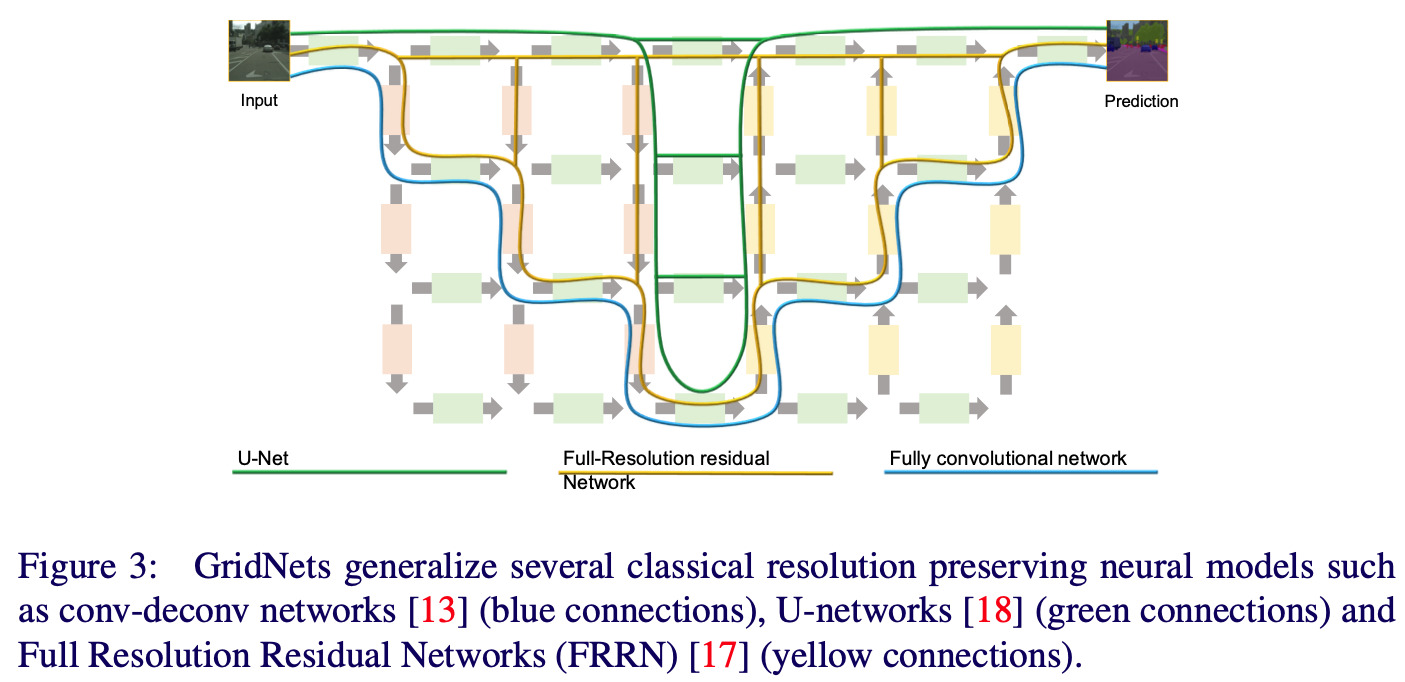 Input
Prediction
U-Net
Full-Resolution residual
Network
Fully convolutional network
Figure 3: GridNets generalize several classical resolution preserving neural models such
as conv-deconv networks [13] (blue connections), U-networks [18] (green connections) and
Full Resolution Residual Networks (FRRN) [17] (yellow connections).